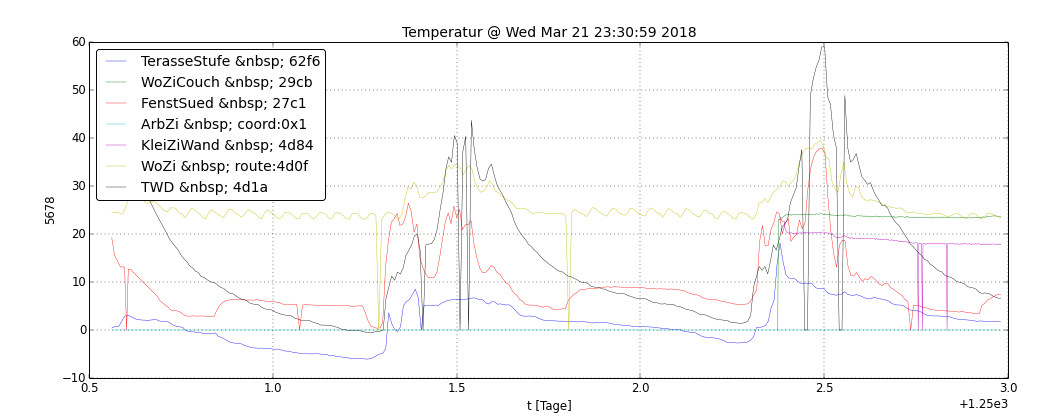 Temperatur @ Wed Mar 21 23:30:59 2018
60
50
40
30
20
10
0
−10
5678
TerasseStufe &nbsp; 62f6
WoZiCouch &nbsp; 29cb
FenstSued &nbsp; 27c1
ArbZi &nbsp; coord:0x1
KleiZiWand &nbsp; 4d84
WoZi &nbsp; route:4d0f
TWD &nbsp; 4d1a
0.5 1.0 1.5 2.0 2.5 3.0
+1.25e3
t [Tage]